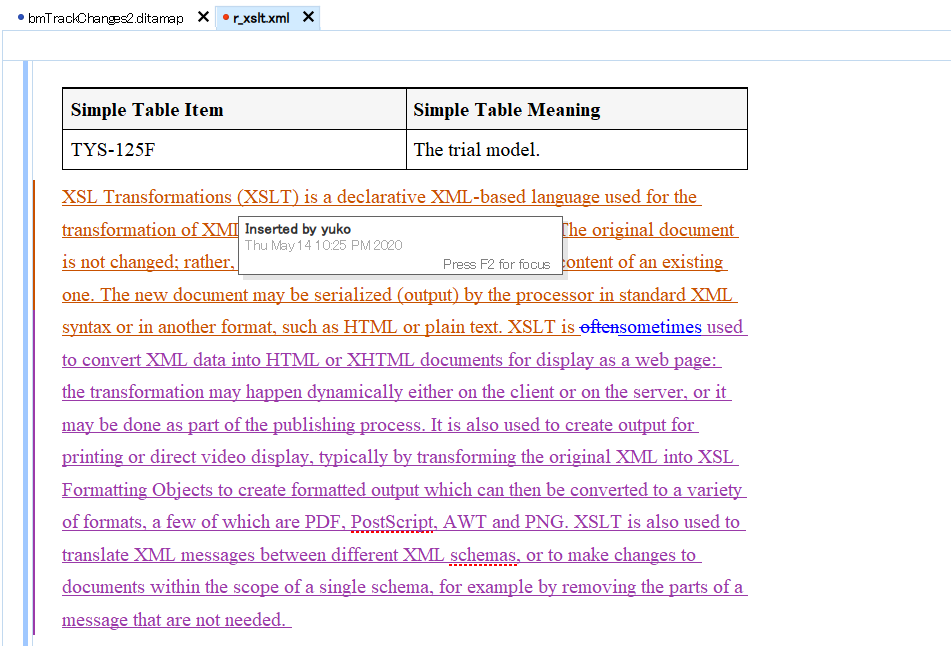 bmTrackChanges2.ditamap × r_xslt.xml ×
Simple Table Item Simple Table Meaning
TYS-125F The trial model.
XSL Transformations (XSLT) is a declarative XML-based language used for the
transformation of XML The original document
Inserted by yuko
Thu May 14 10:25 PM 2020
Press F2 for focus
is not changed; rather, content of an existing
one. The new document may be serialized (output) by the processor in standard XML
syntax or in another format, such as HTML or plain text. XSLT is oftensometimes used
to convert XML data into HTML or XHTML documents for display as a web page:
the transformation may happen dynamically either on the client or on the server, or it
may be done as part of the publishing process. It is also used to create output for
printing or direct video display, typically by transforming the original XML into XSL
Formatting Objects to create formatted output which can then be converted to a variety
of formats, a few of which are PDF, PostScript, AWT and PNG. XSLT is also used to
translate XML messages between different XML schemas, or to make changes to
documents within the scope of a single schema, for example by removing the parts of a
message that are not needed.